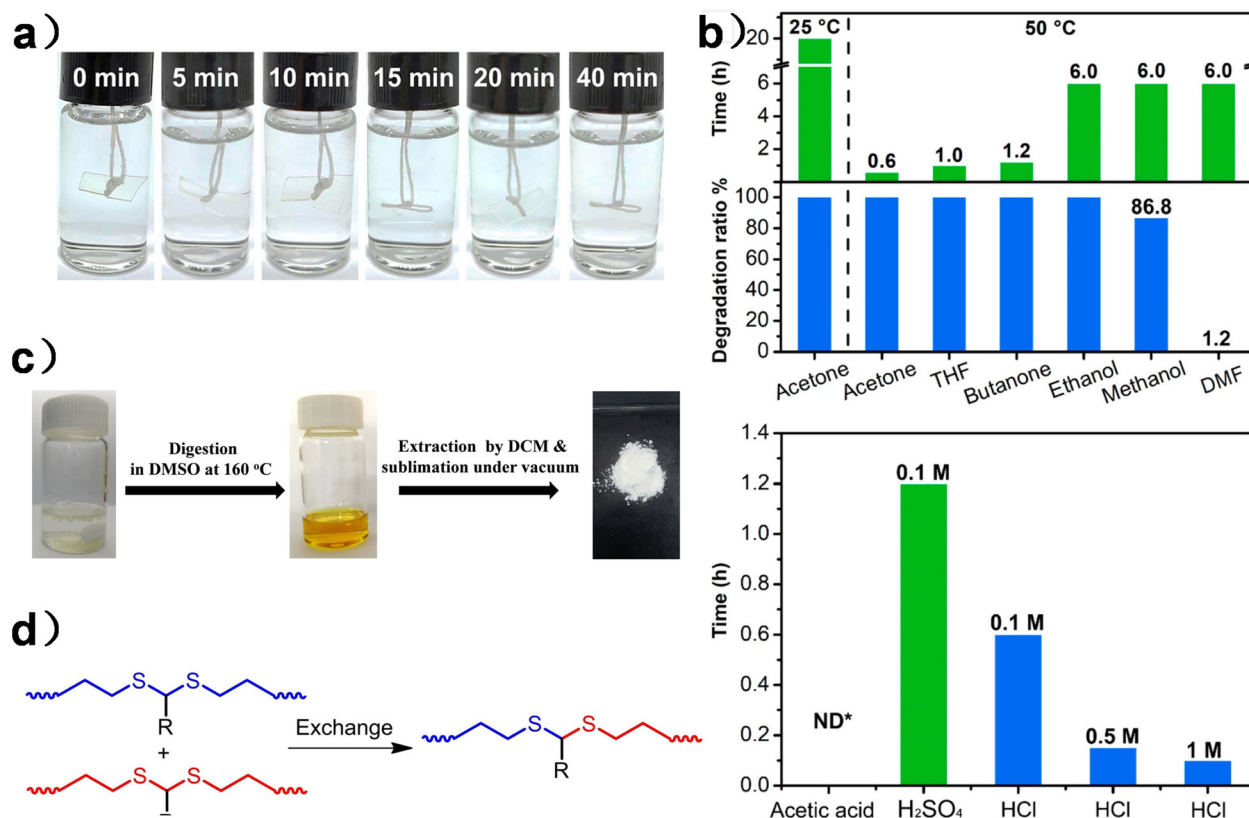 a)
0 min
5 min
10 min
15 min
20 min
40 min
b)
25 °C
50 °C
Time (h)
20
6
4
2
0.6
1.0
1.2
6.0
6.0
6.0
Degradation ratio %
100
80
60
40
20
0
86.8
1.2
Acetone
Acetone
THF
Butanone
Ethanol
Methanol
DMF
Time (h)
1.4
1.2
1.0
0.8
0.6
0.4
0.2
0.0
ND*
0.1 M
0.1 M
0.5 M
1 M
Acetic acid
H₂SO₄
HCl
HCl
HCl
c)
Digestion
in DMSO at 160 °C
Extraction by DCM &
sublimation under vacuum
d)
S
S
R
+
S
S
Exchange
S
S
R